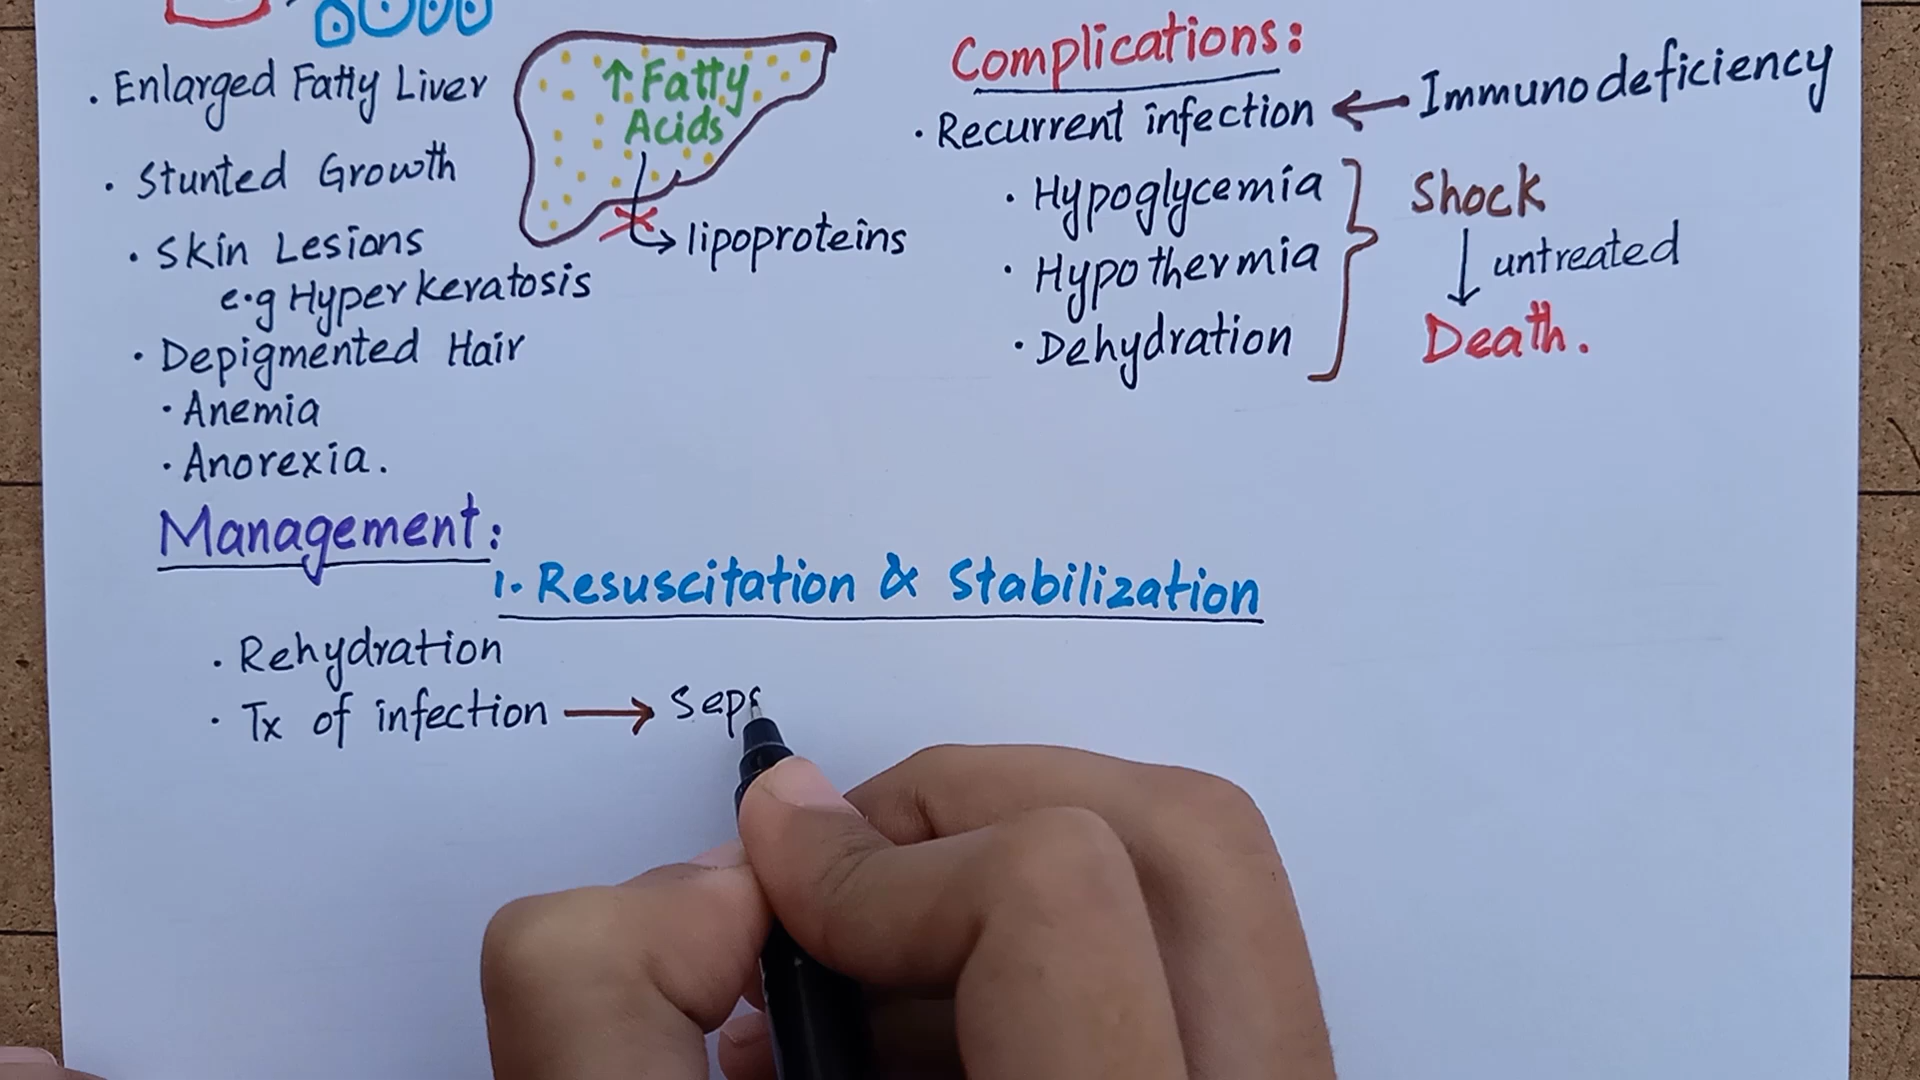 · Enlarged Fatty Liver
· Stunted Growth
· Skin Lesions
e.g Hyperkeratosis
· Depigmented Hair
· Anemia
· Anorexia.
↑ Fatty
Acids
lipoproteins
Complications:
· Recurrent infection ← Immunodeficiency
· Hypoglycemia
· Hypothermia
· Dehydration
Shock
↓ untreated
Death.
Management:
1. Resuscitation & Stabilization
· Rehydration
· Tx of infection → Seps